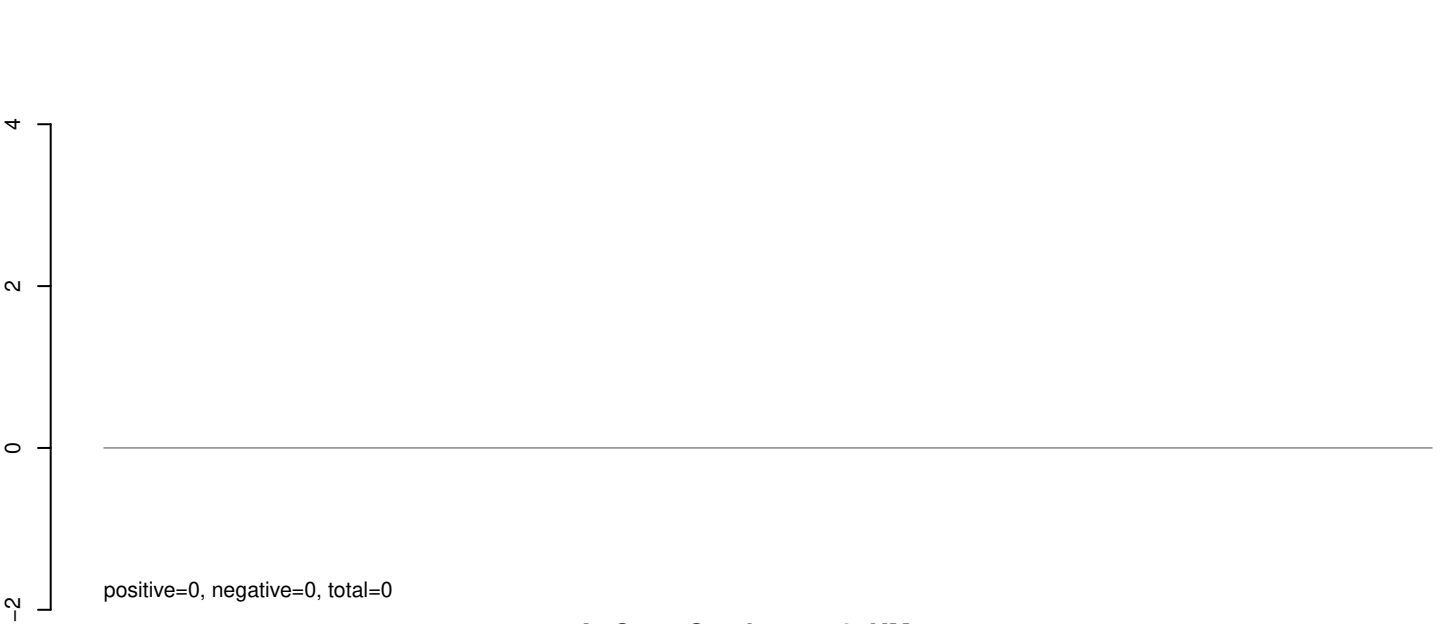 4
2
0
positive=0, negative=0, total=0
−2